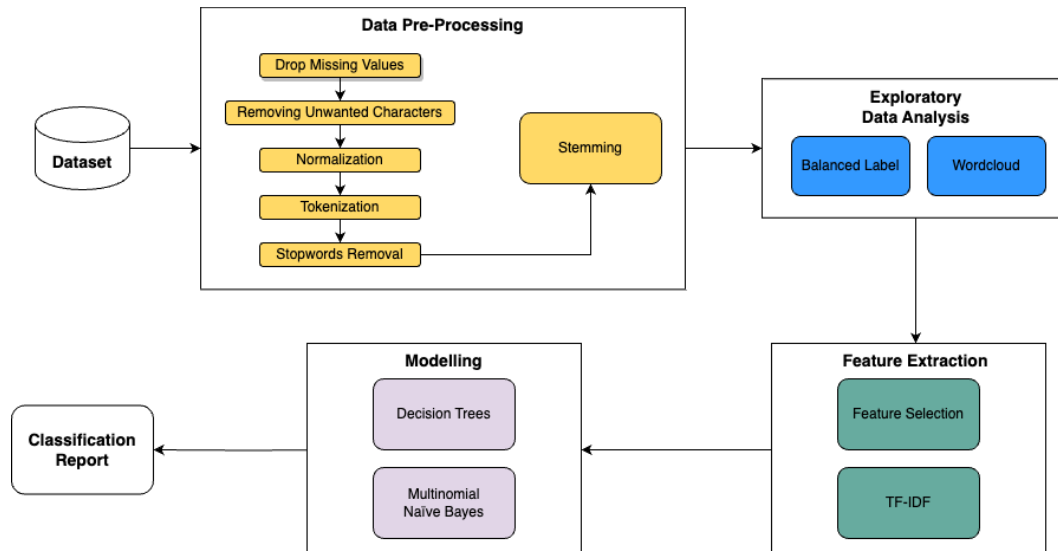 Data Pre-Processing
Drop Missing Values
Removing Unwanted Characters
Normalization
Tokenization
Stopwords Removal
Stemming
Dataset
Exploratory
Data Analysis
Balanced Label
Wordcloud
Feature Extraction
Feature Selection
TF-IDF
Modelling
Decision Trees
Multinomial
Naïve Bayes
Classification
Report